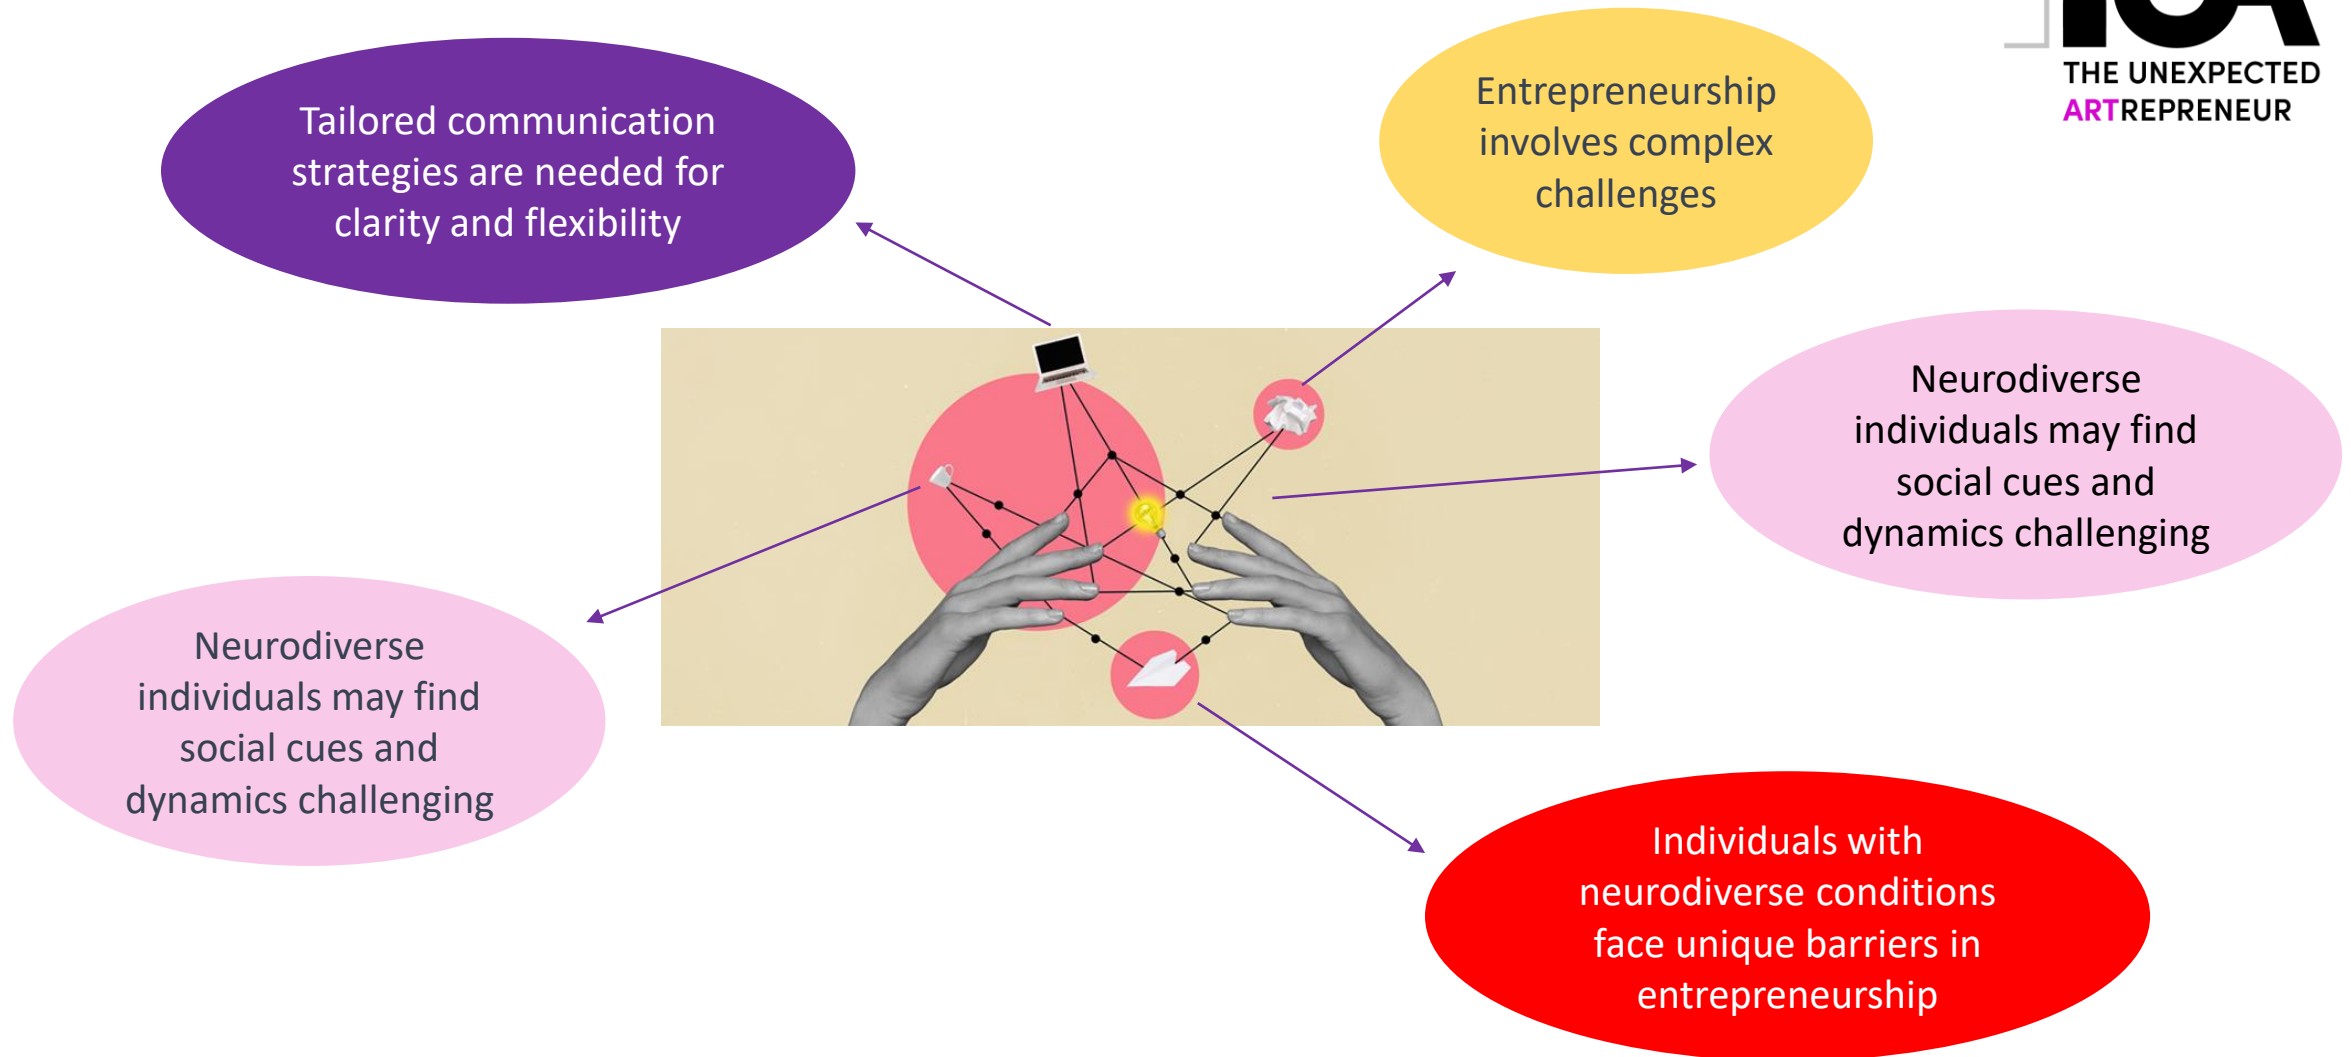 Tailored communication
strategies are needed for
clarity and flexibility
Entrepreneurship
involves complex
challenges
THE UNEXPECTED
ARTREPRENEUR
Neurodiverse
individuals may find
social cues and
dynamics challenging
Neurodiverse
individuals may find
social cues and
dynamics challenging
Individuals with
neurodiverse conditions
face unique barriers in
entrepreneurship